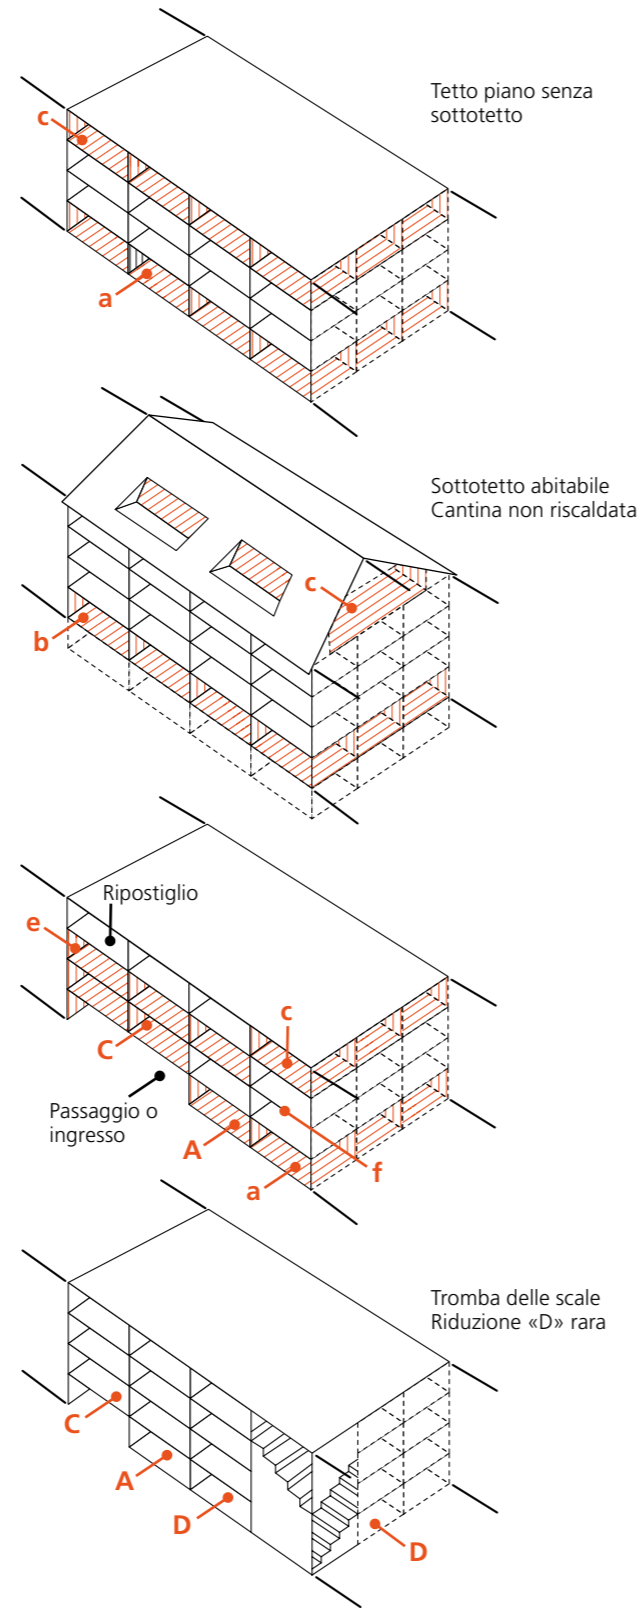 Tetto piano senza
sottotetto
c
a
Sottotetto abitabile
Cantina non riscaldata
c
b
Ripostiglio
e
c
C
Passaggio o
ingresso
A
f
a
Tromba delle scale
Riduzione «D» rara
C
A
D
D